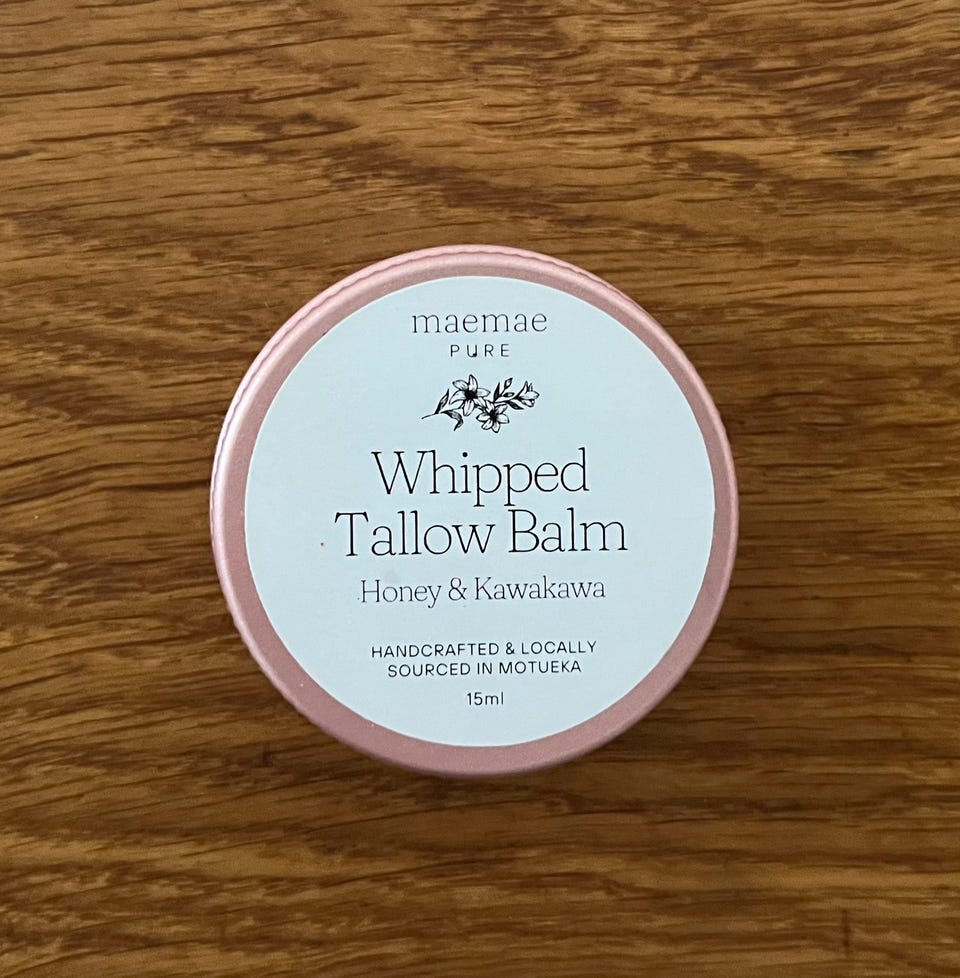 maemae
PURE
Whipped
Tallow Balm
Honey & Kawakawa
HANDCRAFTED & LOCALLY
SOURCED IN MOTUEKA
15ml